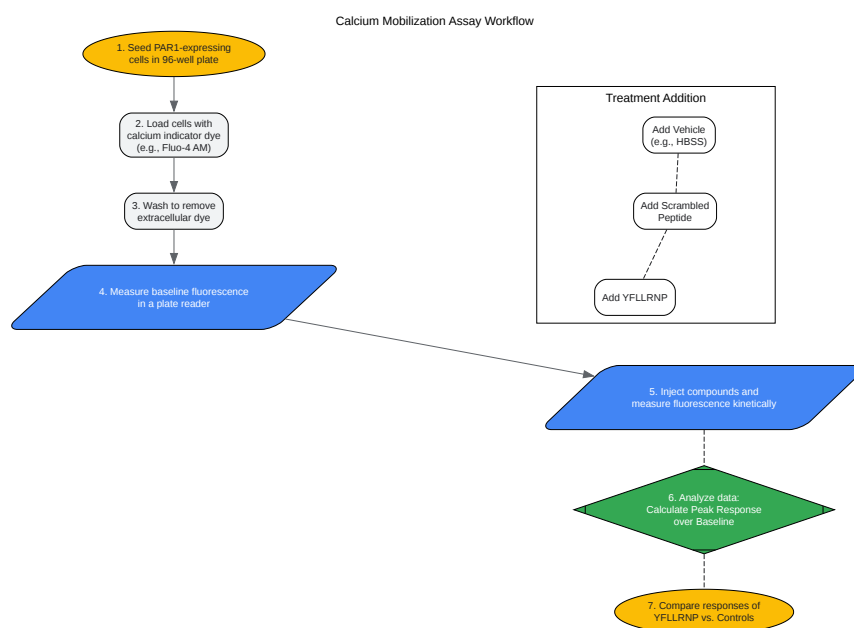 Calcium Mobilization Assay Workflow
1. Seed PAR1-expressing
cells in 96-well plate
2. Load cells with
calcium indicator dye
(e.g., Fluo-4 AM)
3. Wash to remove
extracellular dye
4. Measure baseline fluorescence
in a plate reader
Treatment Addition
Add Vehicle
(e.g., HBSS)
Add Scrambled
Peptide
Add YFLLRNP
5. Inject compounds and
measure fluorescence kinetically
6. Analyze data:
Calculate Peak Response
over Baseline
7. Compare responses of
YFLLRNP vs. Controls